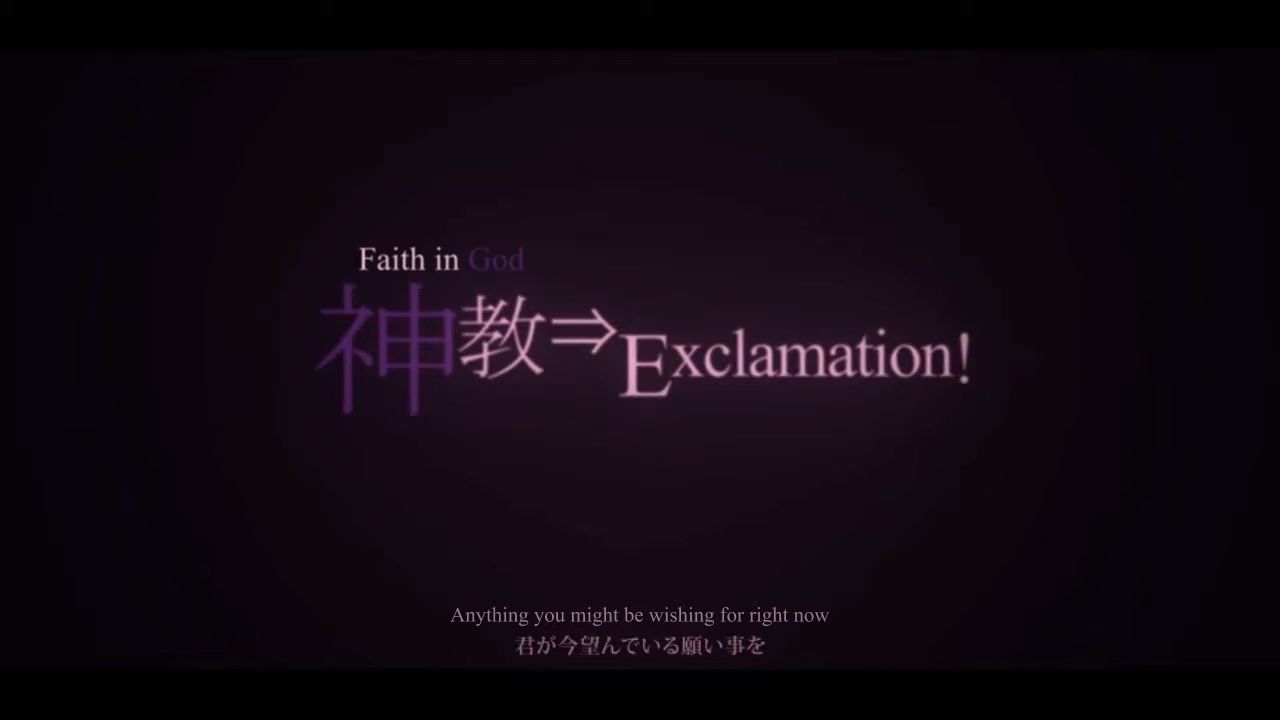 Faith in God
神教⇒Exclamation!
Anything you might be wishing for right now
君が今望んでいる願い事を